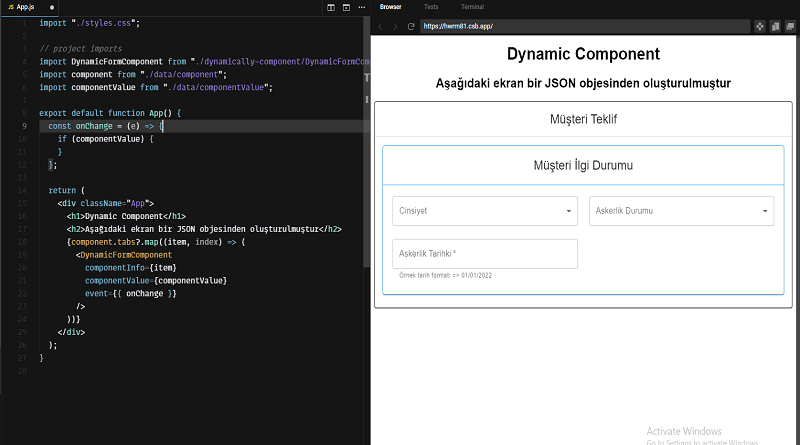 JS App.js
1 import "./styles.css";
2
3 // project imports
4 import DynamicFormComponent from "./dynamically-component/DynamicFormCom
5 import component from "./data/component";
6 import componentValue from "./data/componentValue";
7
8 export default function App() {
9 const onChange = (e) => {
10 if (componentValue) {
11 }
12 };
13
14 return (
15 <div className="App">
16 <h1>Dynamic Component</h1>
17 <h2>Aşağıdaki ekran bir JSON objesinden oluşturulmuştur</h2>
18 {component.tabs?.map((item, index) => (
19 <DynamicFormComponent
20 componentInfo={item}
21 componentValue={componentValue}
22 event={{ onChange }}
23 />
24 ))}
25 </div>
26 );
27 }
28
Browser Tests Terminal
https://hwrm81.csb.app/
Dynamic Component
Aşağıdaki ekran bir JSON objesinden oluşturulmuştur
Müşteri Teklif
Müşteri İlgi Durumu
Cinsiyet
Askerlik Durumu
Askerlik Tarihki *
Örnek tarih formatı => 01/01/2022
Activate Windows
Go to Settings to activate Windows